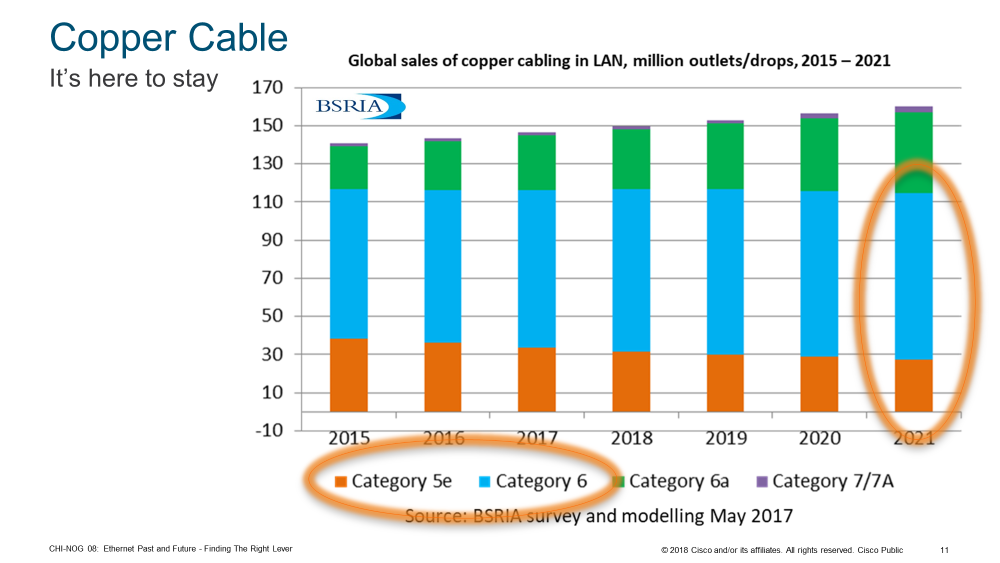 Copper Cable
It's here to stay
Global sales of copper cabling in LAN, million outlets/drops, 2015 – 2021
BSRIA
170
150
130
110
90
70
50
30
10
-10
2015 2016 2017 2018 2019 2020 2021
Category 5e Category 6 Category 6a Category 7/7A
Source: BSRIA survey and modelling May 2017
CHI-NOG 08: Ethernet Past and Future - Finding The Right Lever
© 2018 Cisco and/or its affiliates. All rights reserved. Cisco Public
11